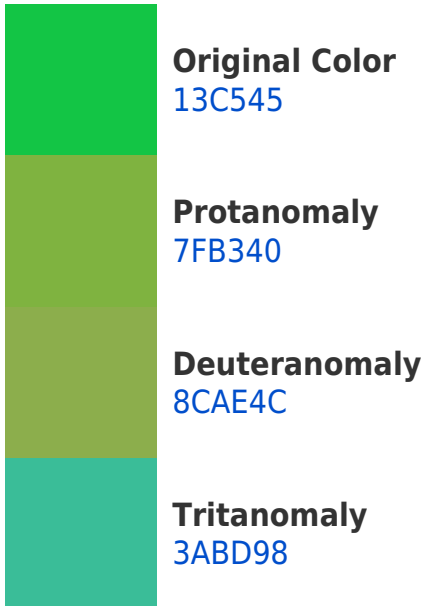 Original Color
13C545
Protanomaly
7FB340
Deuteranomaly
8CAE4C
Tritanomaly
3ABD98